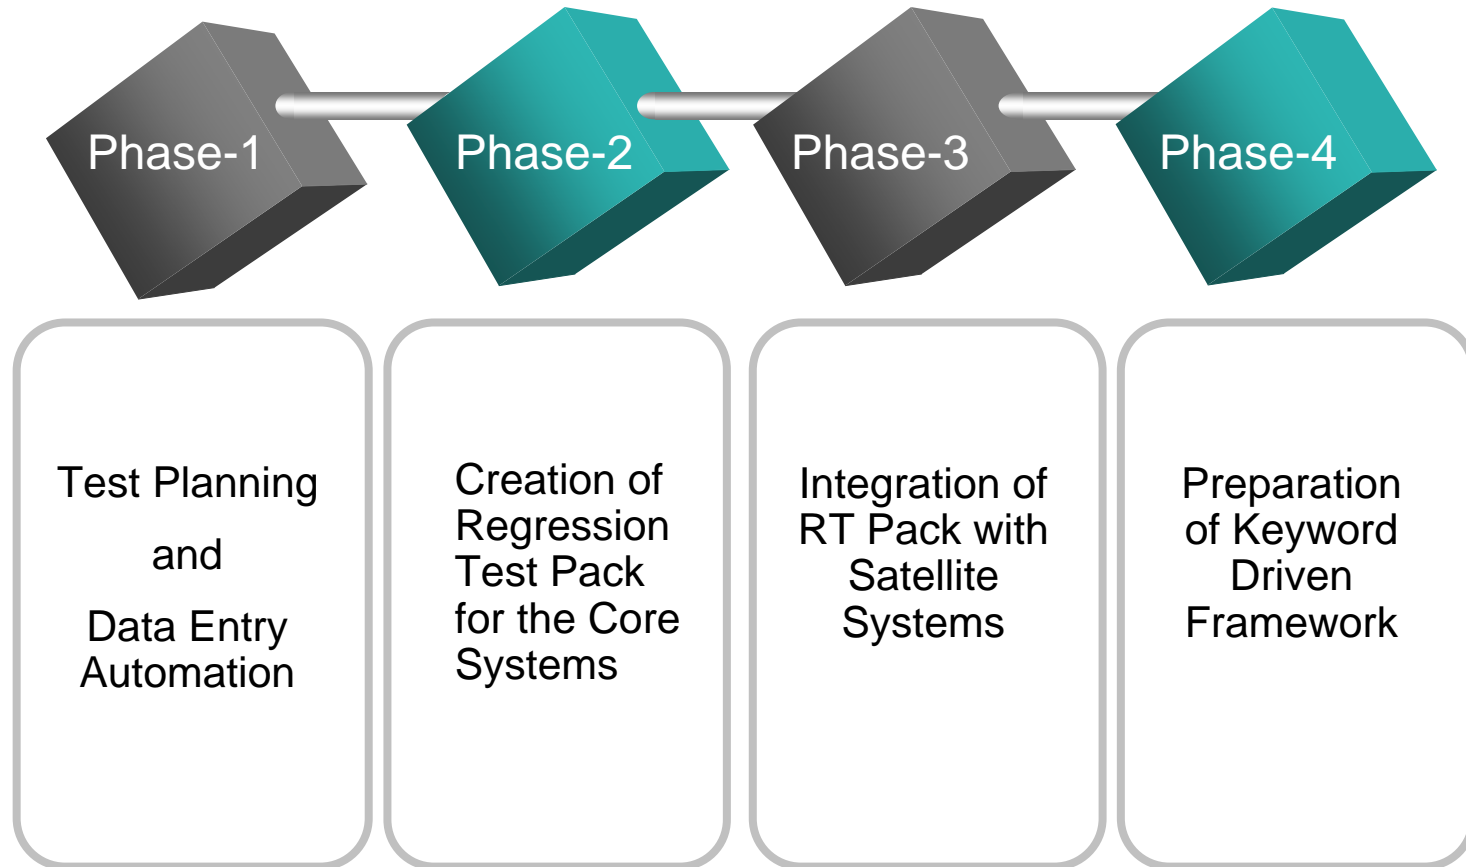 Phase-1
Phase-2
Phase-3
Phase-4
Test Planning
and
Data Entry
Automation
Creation of
Regression
Test Pack
for the Core
Systems
Integration of
RT Pack with
Satellite
Systems
Preparation
of Keyword
Driven
Framework